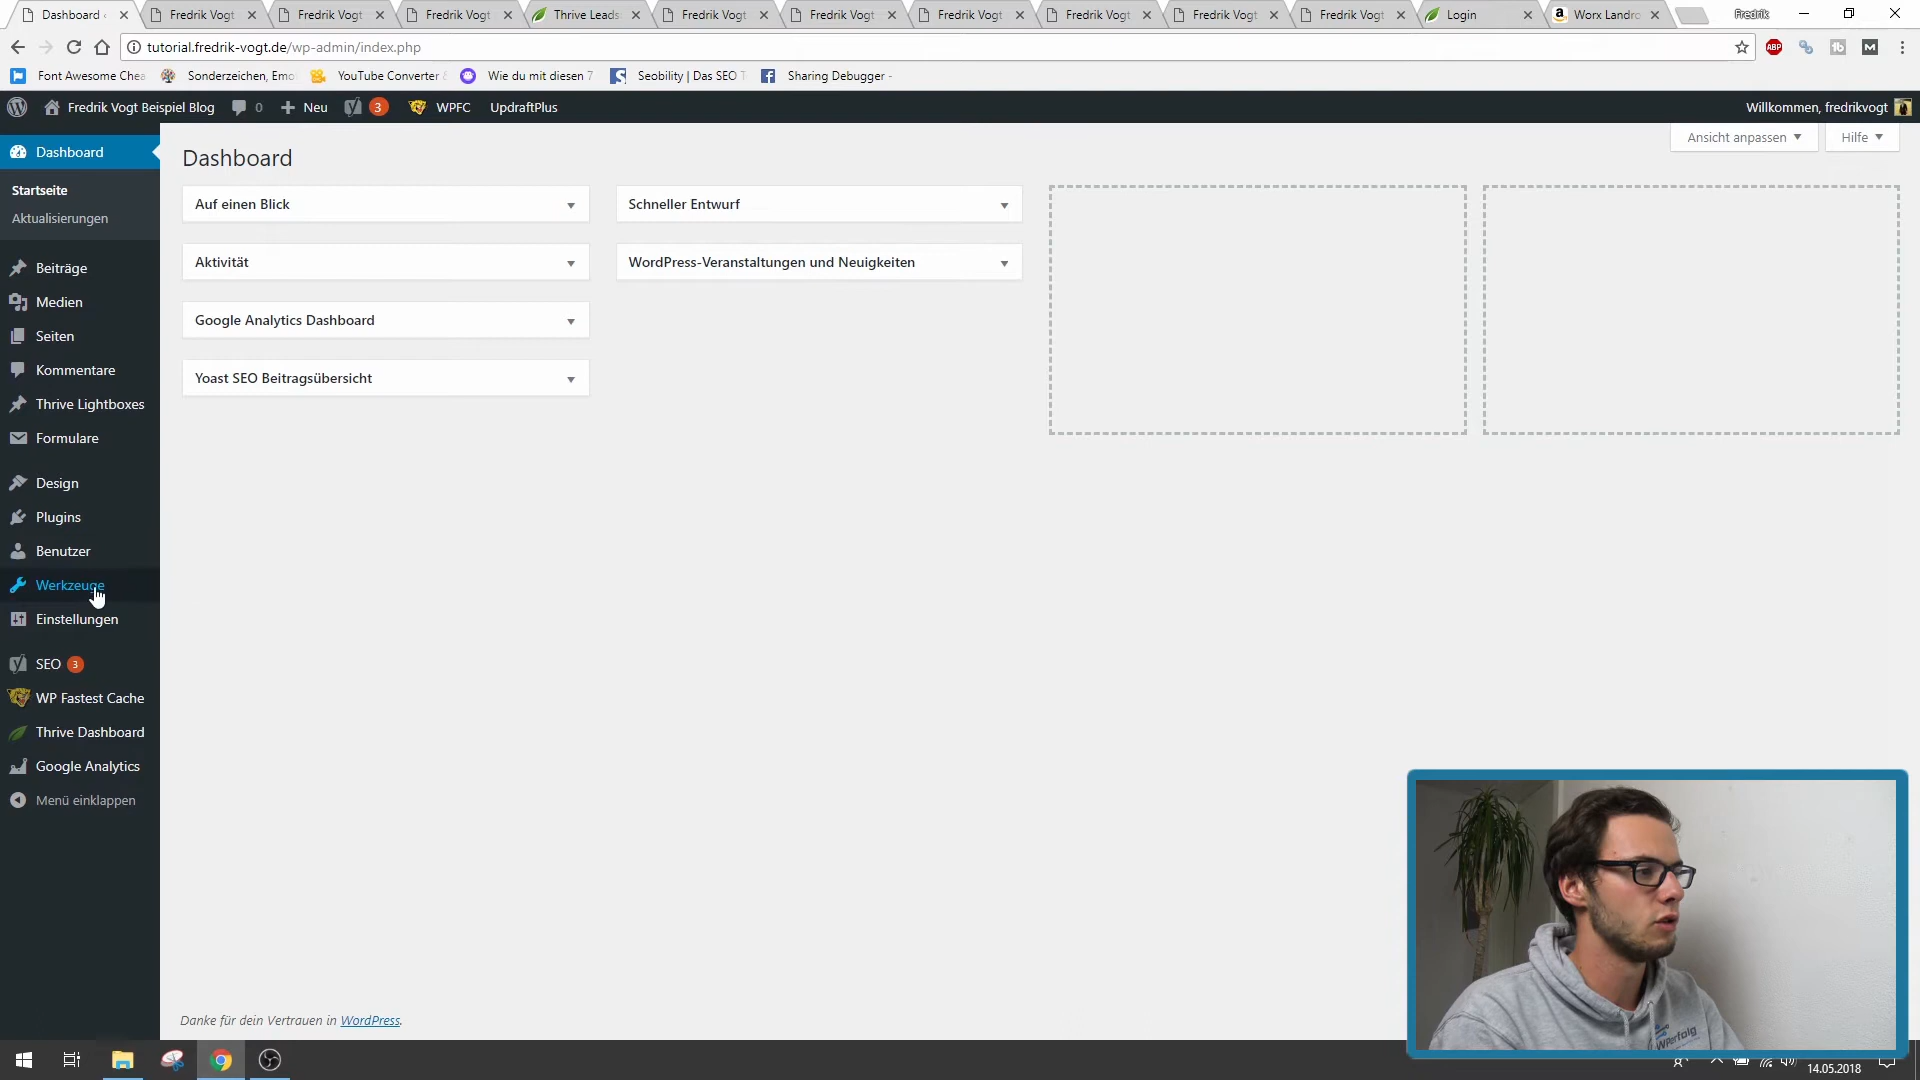 Dashboard
Fredrik Vogt
Fredrik Vogt
Fredrik Vogt
Thrive Leads
Fredrik Vogt
Fredrik Vogt
Fredrik Vogt
Fredrik Vogt
Fredrik Vogt
Fredrik Vogt
Login
Worx Landro
Fredrik
tutorial.fredrik-vogt.de/wp-admin/index.php
ABP
Font Awesome Chea
Sonderzeichen, Emo
YouTube Converter
Wie du mit diesen 7
Seobility | Das SEO T
Sharing Debugger -
Fredrik Vogt Beispiel Blog
0
Neu
3
WPFC
UpdraftPlus
Willkommen, fredrikvogt
Ansicht anpassen
Hilfe
Dashboard
Startseite
Aktualisierungen
Beiträge
Medien
Seiten
Kommentare
Thrive Lightboxes
Formulare
Design
Plugins
Benutzer
Werkzeuge
Einstellungen
SEO 3
WP Fastest Cache
Thrive Dashboard
Google Analytics
Menü einklappen
Dashboard
Auf einen Blick
Aktivität
Google Analytics Dashboard
Yoast SEO Beitragsübersicht
Schneller Entwurf
WordPress-Veranstaltungen und Neuigkeiten
Danke für dein Vertrauen in WordPress.
WPerfolg
14.05.2018